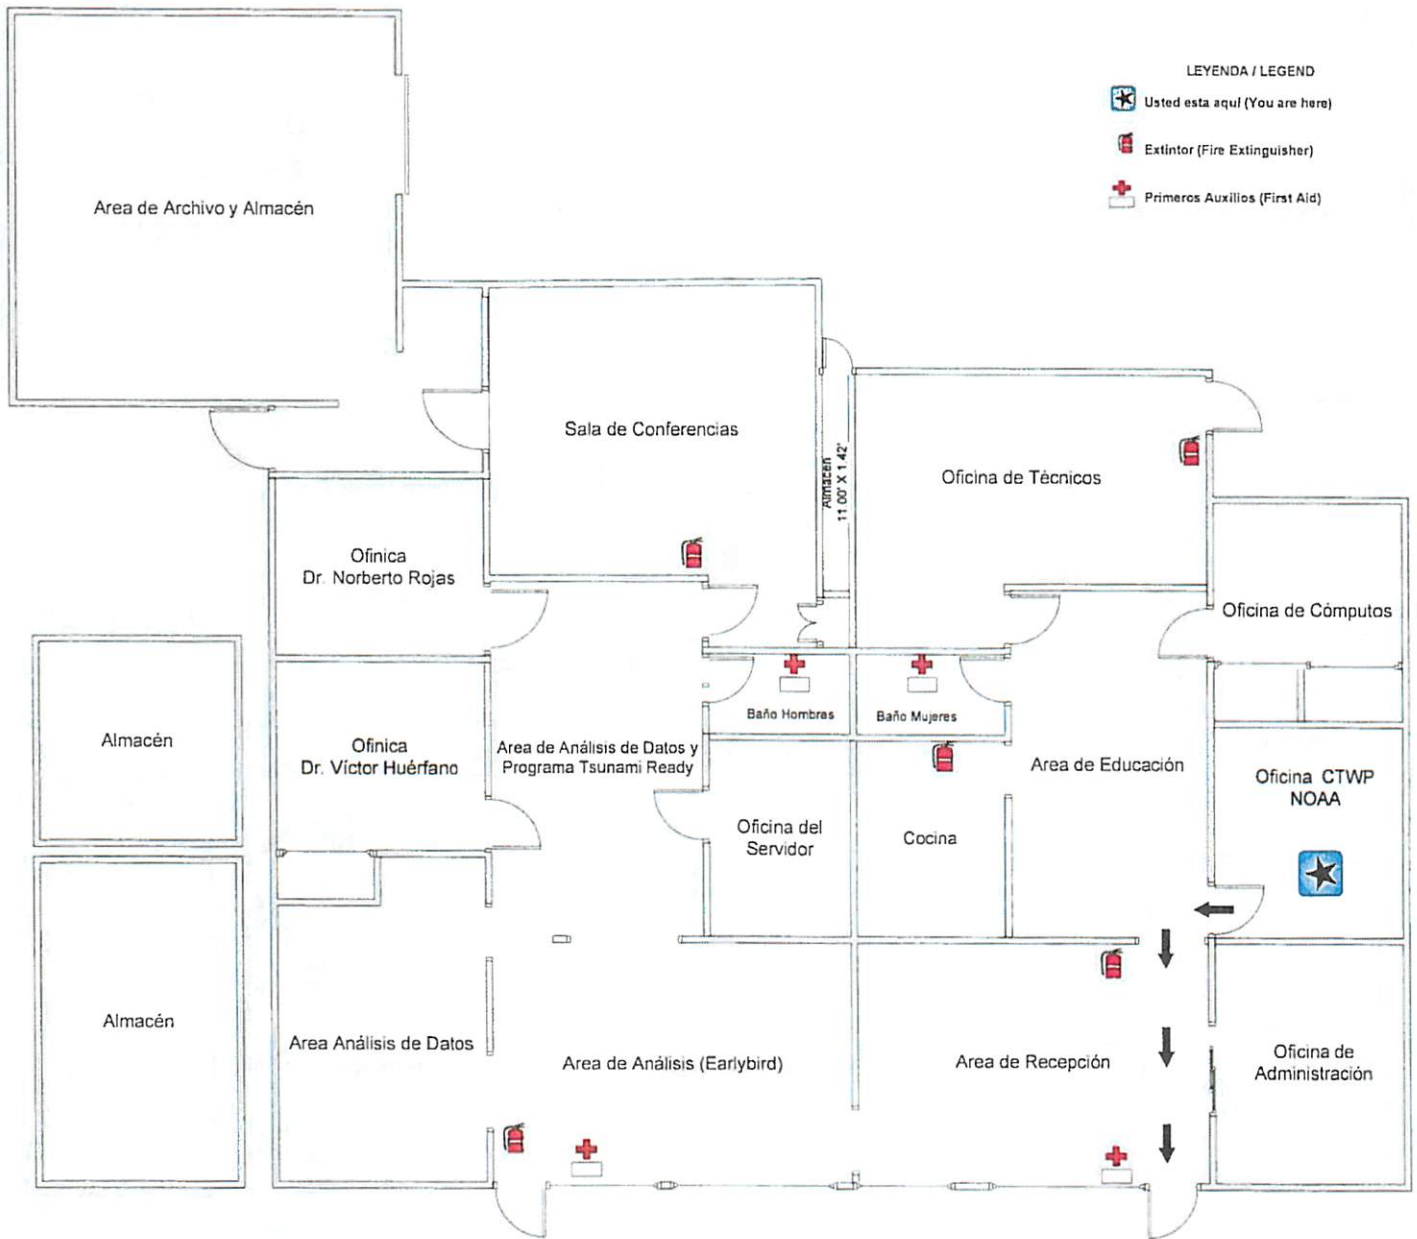 LEYENDA / LEGEND
Usted esta aquí (You are here)
Extintor (Fire Extinguisher)
Primeros Auxilios (First Aid)
Area de Archivo y Almacén
Sala de Conferencias
Almacén
11.00' X 1.42'
Oficina de Técnicos
Ofinica
Dr. Norberto Rojas
Oficina de Cómputos
Baño Hombres
Baño Mujeres
Almacén
Ofinica
Dr. Víctor Huérfano
Area de Análisis de Datos y
Programa Tsunami Ready
Area de Educación
Oficina CTWP
NOAA
Oficina del
Servidor
Cocina
Almacén
Area Análisis de Datos
Area de Análisis (Earlybird)
Area de Recepción
Oficina de
Administración